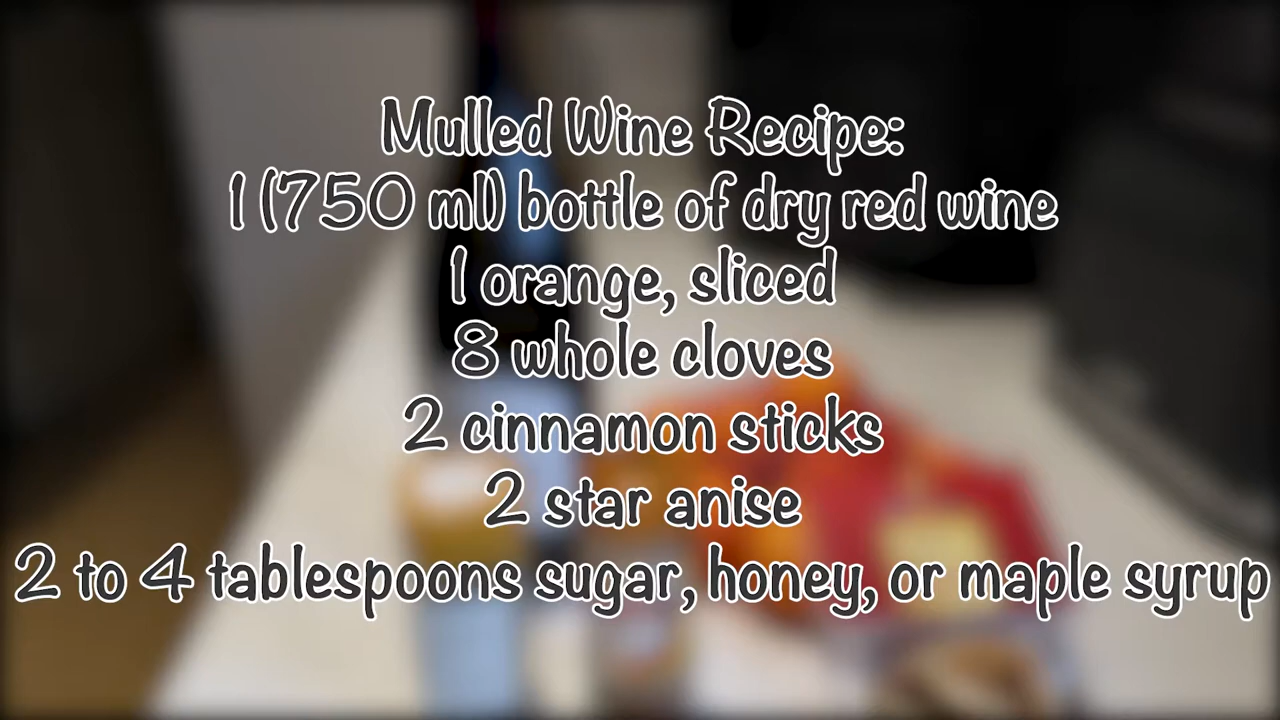 Mulled Wine Recipe:
1 (750 ml) bottle of dry red wine
1 orange, sliced
8 whole cloves
2 cinnamon sticks
2 star anise
2 to 4 tablespoons sugar, honey, or maple syrup